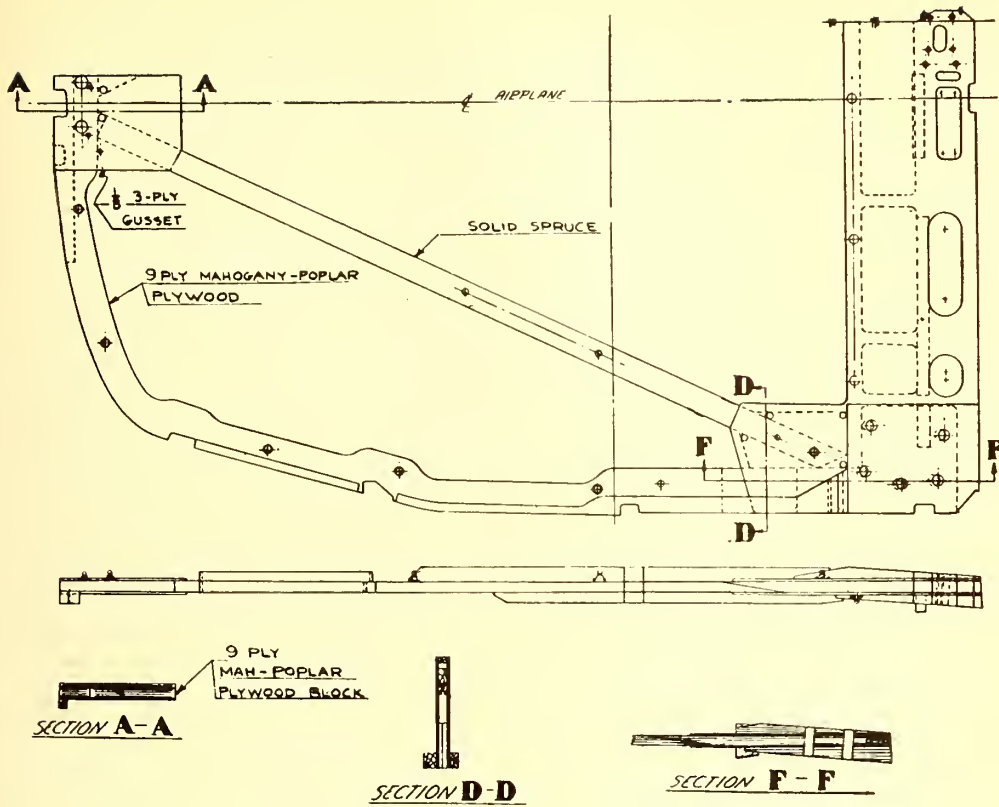 A A
℄ AIRPLANE
1/8 3-PLY
GUSSET
SOLID SPRUCE
9 PLY MAHOGANY-POPLAR
PLYWOOD
D
F F
D
9 PLY
MAH-POPLAR
PLYWOOD BLOCK
SECTION A-A
SECTION D-D
SECTION F-F